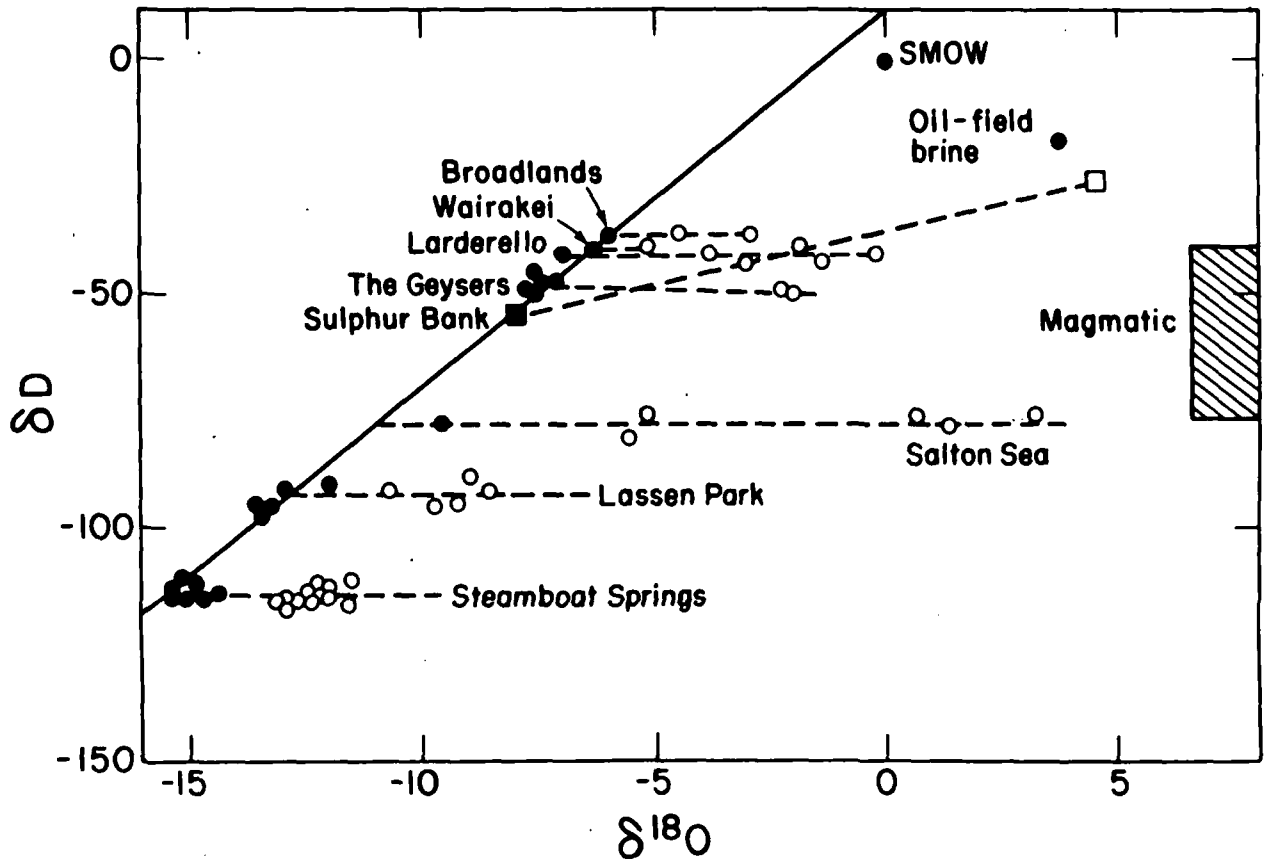 0
SMOW
Oil-field
brine
Broadlands
Wairakei
Larderello
The Geysers
-50
Sulphur Bank
Magmatic
δD
Salton Sea
Lassen Park
-100
Steamboat Springs
-150
-15
-10
-5
0
5
δ18O